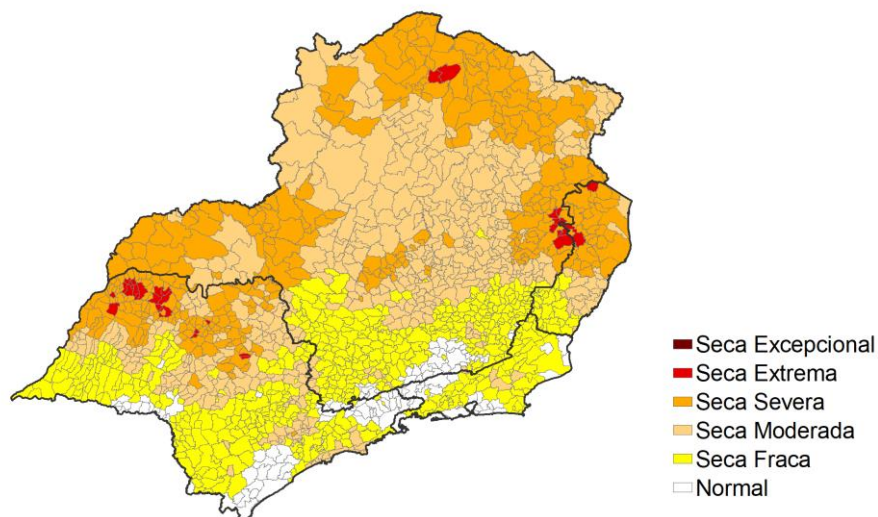 Seca Excepcional
Seca Extrema
Seca Severa
Seca Moderada
Seca Fraca
Normal